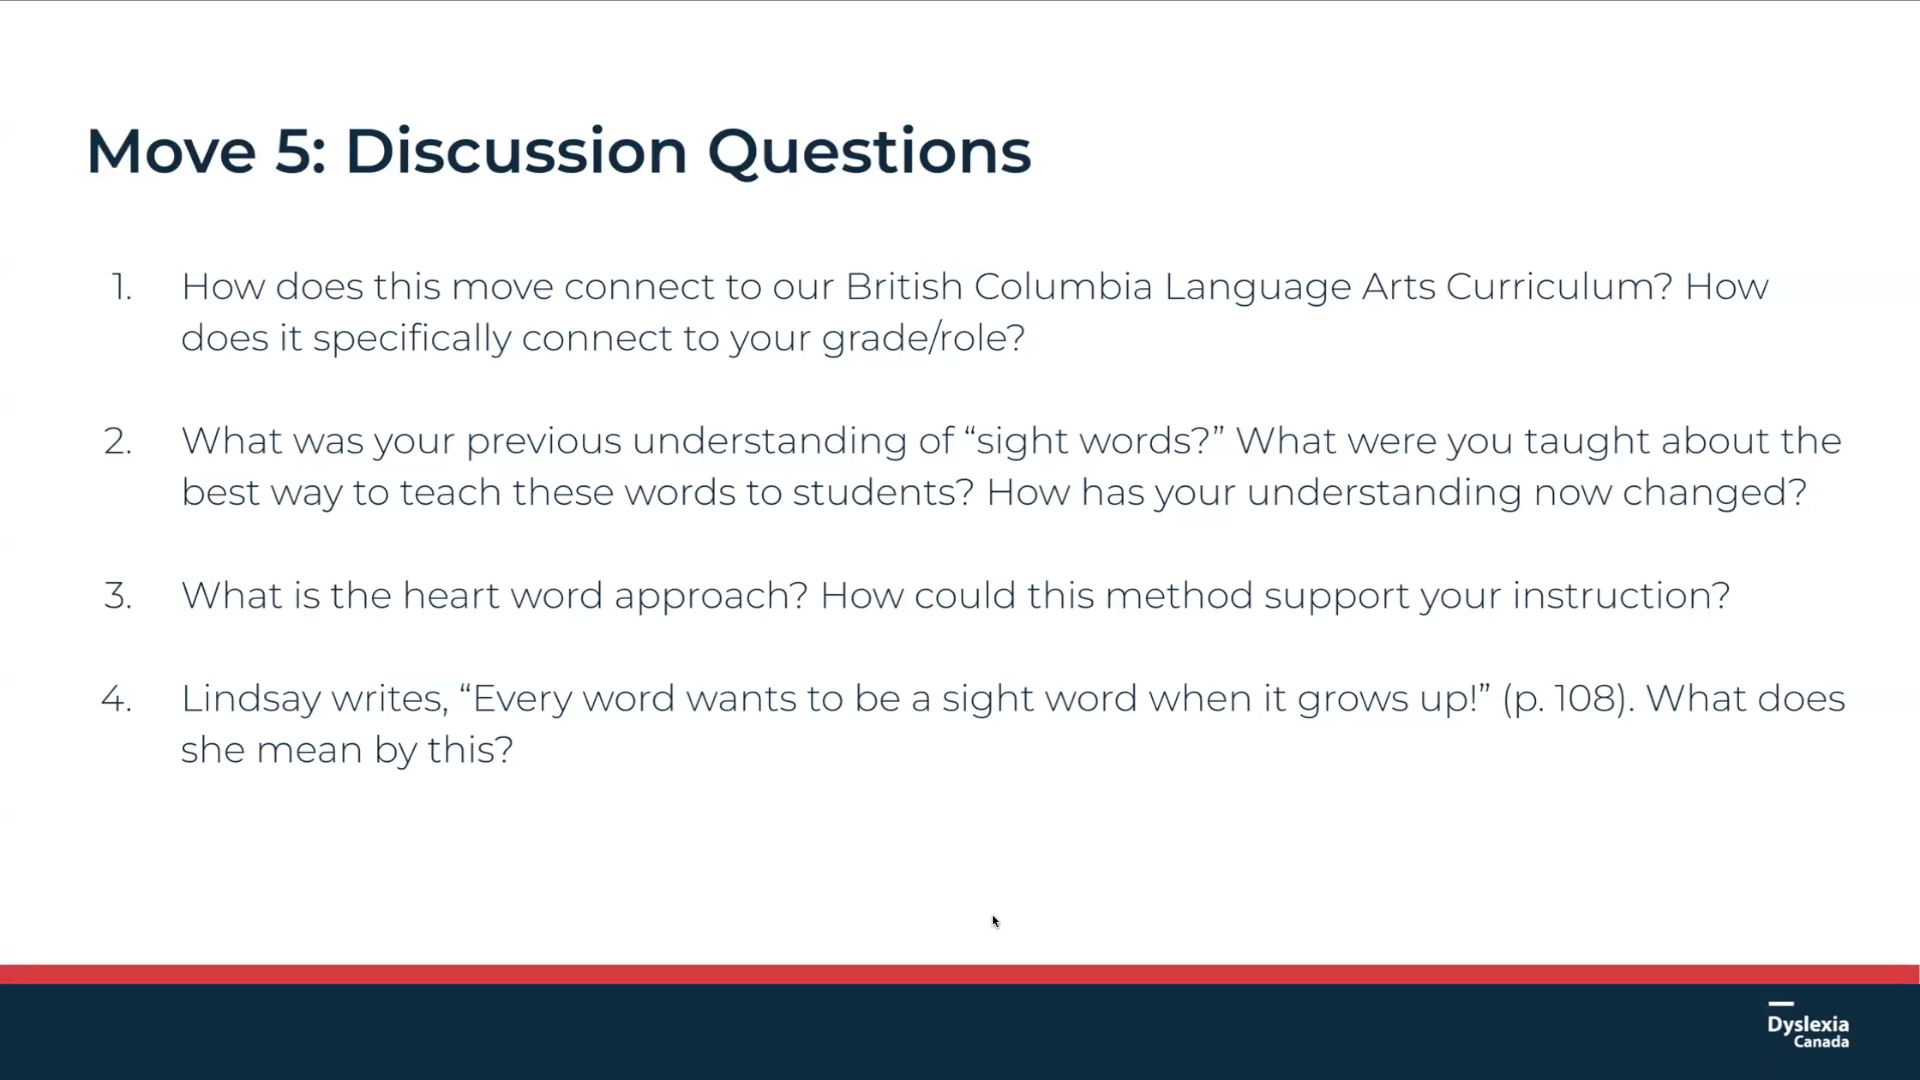 Move 5: Discussion Questions
1. How does this move connect to our British Columbia Language Arts Curriculum? How
does it specifically connect to your grade/role?
2. What was your previous understanding of “sight words?” What were you taught about the
best way to teach these words to students? How has your understanding now changed?
3. What is the heart word approach? How could this method support your instruction?
4. Lindsay writes, “Every word wants to be a sight word when it grows up!” (p. 108). What does
she mean by this?
Dyslexia
Canada